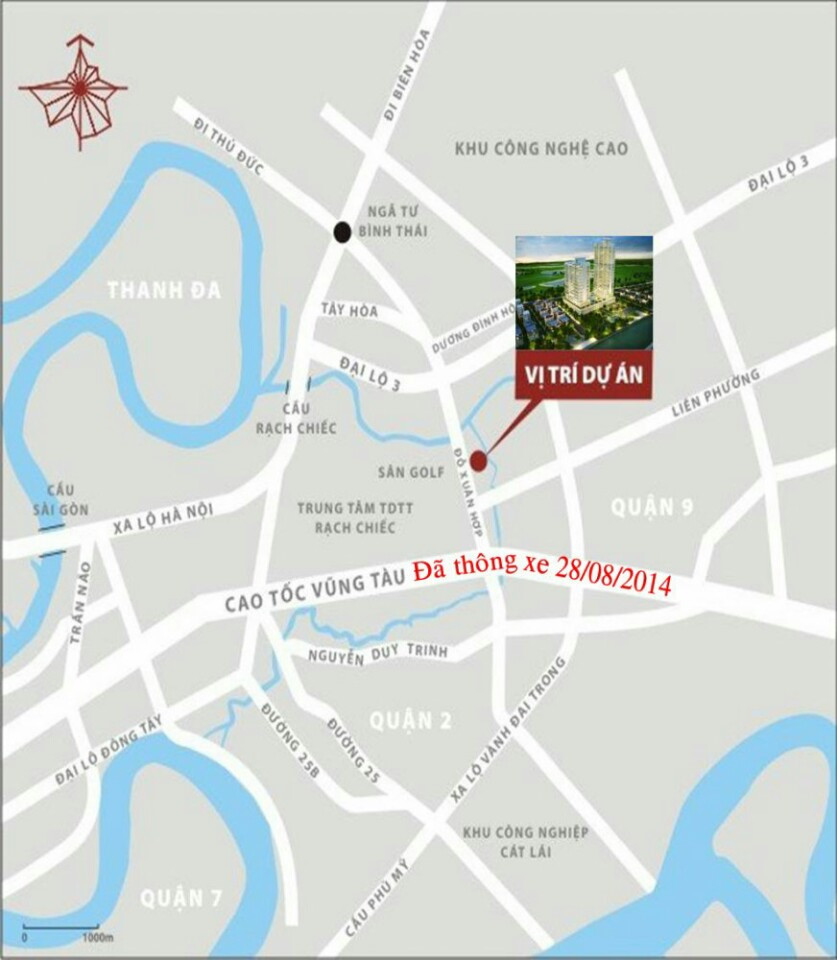 ĐI BIÊN HÒA
ĐI THỦ ĐỨC
KHU CÔNG NGHỆ CAO
ĐẠI LỘ 3
NGÃ TƯ
BÌNH THÁI
THANH ĐA
TÂY HÒA
DƯƠNG ĐÌNH HỘ
ĐẠI LỘ 3
VỊ TRÍ DỰ ÁN
LIÊN PHƯỜNG
CẦU
RẠCH CHIẾC
ĐỖ XUÂN HỢP
SÂN GOLF
CẦU
SÀI GÒN
XA LỘ HÀ NỘI
TRUNG TÂM TDTT
RẠCH CHIẾC
QUẬN 9
TRẦN NÃO
CAO TỐC VŨNG TÀU
Đã thông xe 28/08/2014
NGUYỄN DUY TRINH
QUẬN 2
ĐẠI LỘ ĐÔNG TÂY
ĐƯỜNG 25B
ĐƯỜNG 25
XA LỘ VÀNH ĐAI TRONG
KHU CÔNG NGHIỆP
CÁT LÁI
CẦU PHÚ MỸ
QUẬN 7
0 1000m